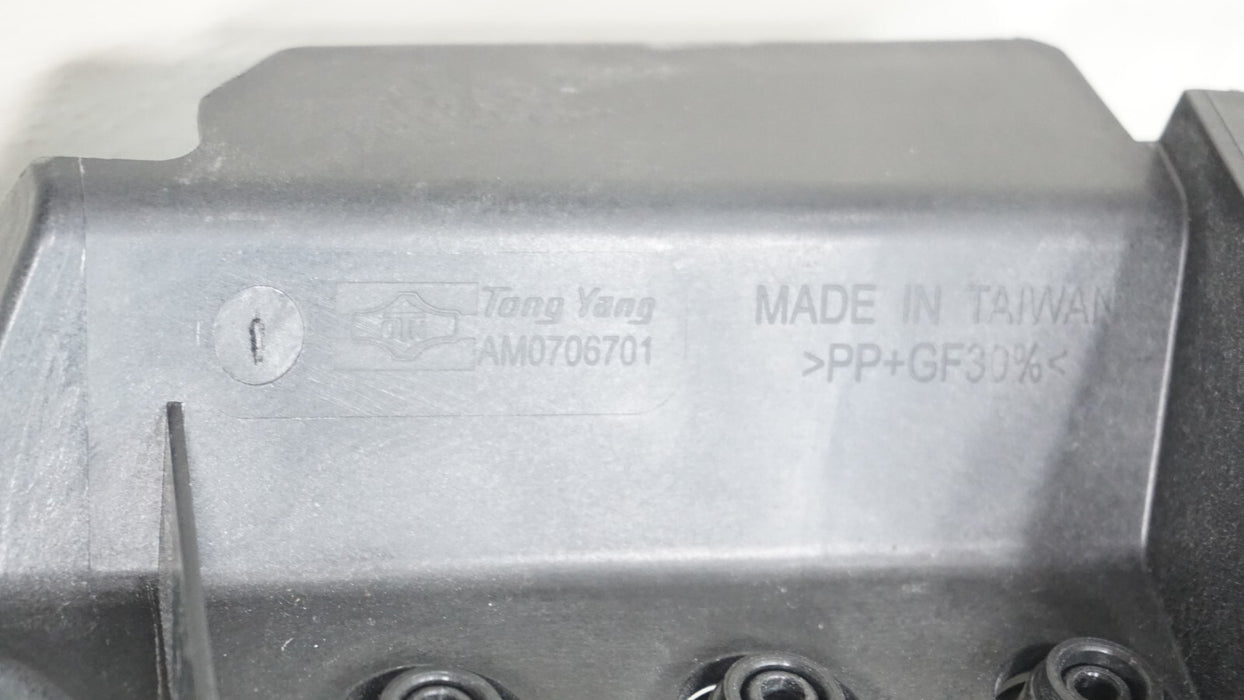 Tong Yang
AM0706701
MADE IN TAIWAN
>PP+GF30%<